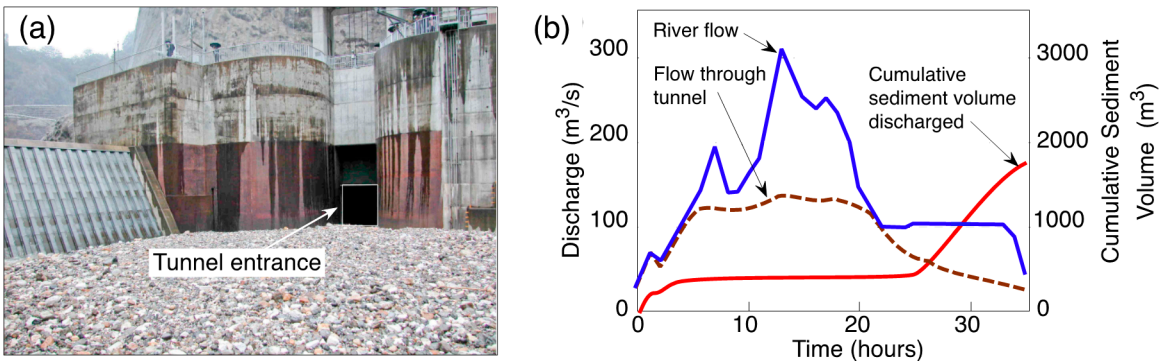 (a)
Tunnel entrance
(b)
River flow
Flow through
tunnel
Cumulative
sediment volume
discharged
300
200
100
0
Discharge (m³/s)
3000
2000
1000
0
Cumulative Sediment
Volume (m³)
0
10
20
30
Time (hours)